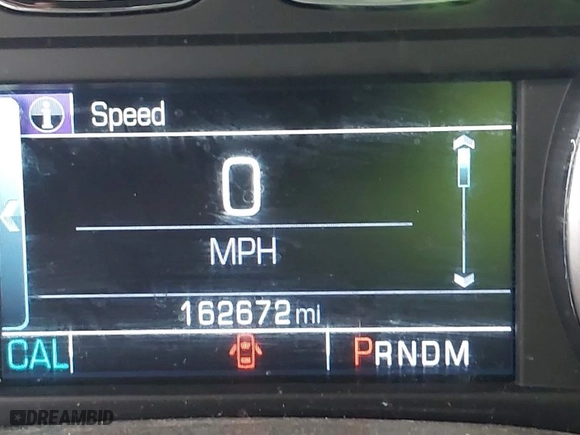 Speed
0
MPH
162672 mi
CAL PRNDM
DREAMBID